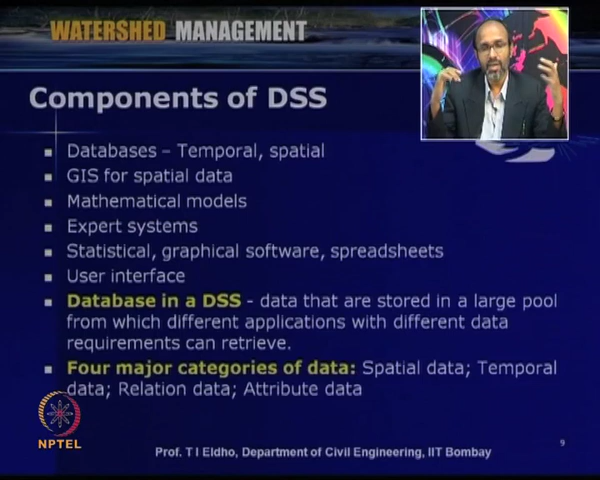 WATERSHED MANAGEMENT
Components of DSS
Databases – Temporal, spatial
GIS for spatial data
Mathematical models
Expert systems
Statistical, graphical software, spreadsheets
User interface
Database in a DSS - data that are stored in a large pool
from which different applications with different data
requirements can retrieve.
Four major categories of data: Spatial data; Temporal
data; Relation data; Attribute data
NPTEL
Prof. T I Eldho, Department of Civil Engineering, IIT Bombay
9